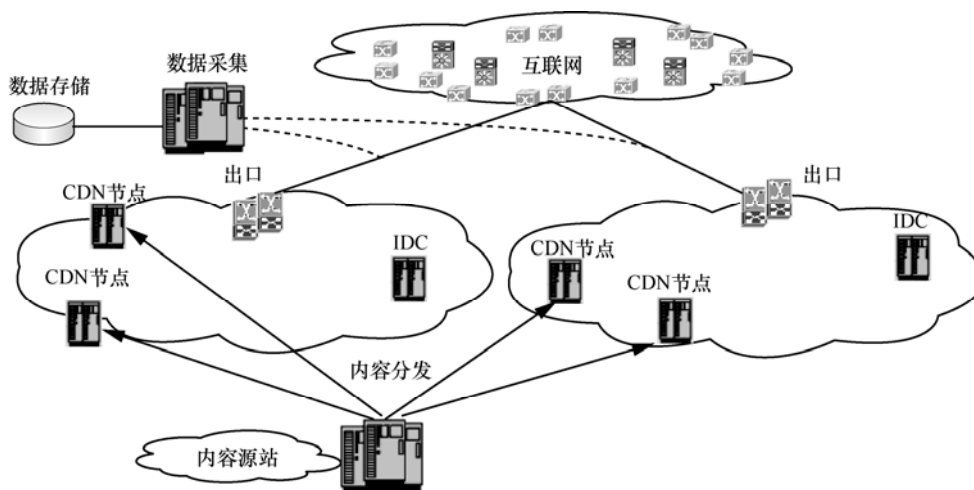 互联网
数据采集
数据存储
出口
出口
CDN节点
IDC
IDC
CDN节点
CDN节点
CDN节点
内容分发
内容源站